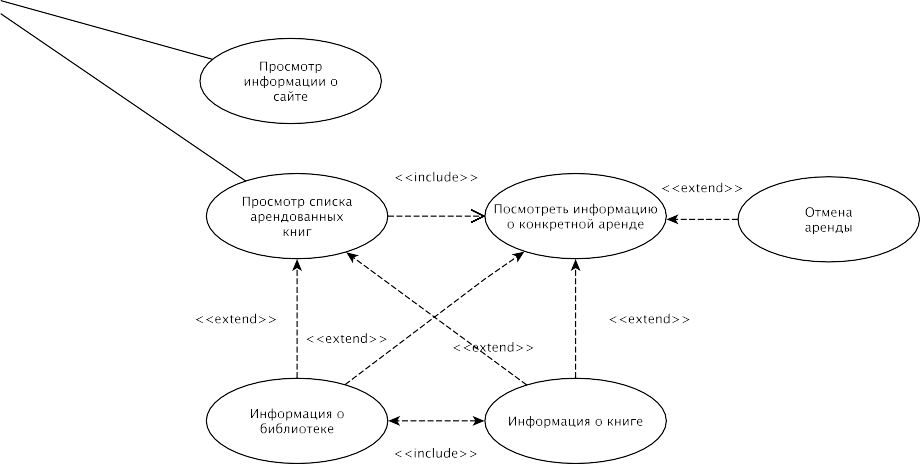 Просмотр
информации о
сайте
<<include>>
<<extend>>
Просмотр списка
арендованных
книг
Посмотреть информацию
о конкретной аренде
Отмена
аренды
<<extend>>
<<extend>>
<<extend>>
<<extend>>
Информация о
библиотеке
Информация о книге
<<include>>